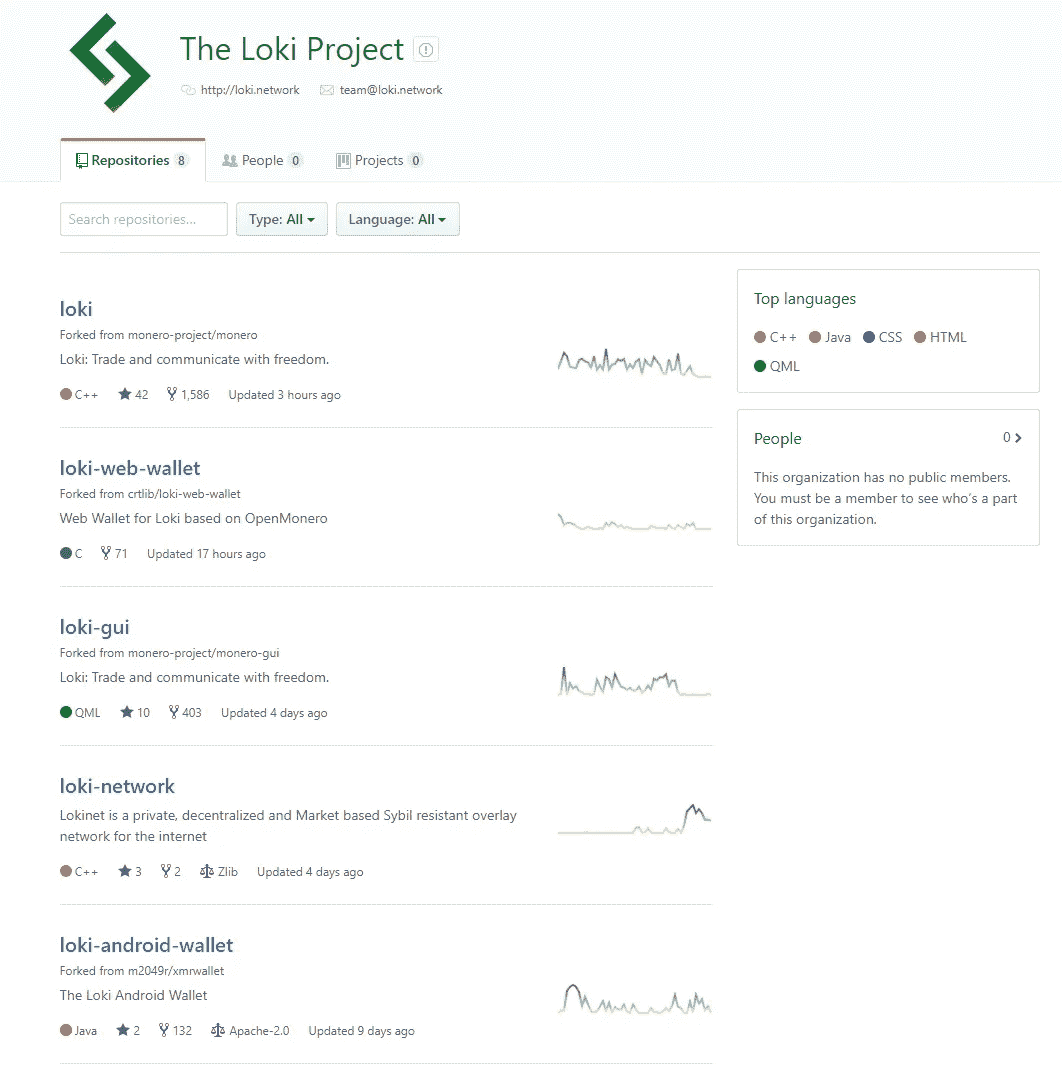 The Loki Project
http://loki.network team@loki.network
Repositories 8 People 0 Projects 0
Search repositories... Type: All Language: All
loki
Forked from monero-project/monero
Loki: Trade and communicate with freedom.
C++ 42 1,586 Updated 3 hours ago
loki-web-wallet
Forked from crtlib/loki-web-wallet
Web Wallet for Loki based on OpenMonero
C 71 Updated 17 hours ago
loki-gui
Forked from monero-project/monero-gui
Loki: Trade and communicate with freedom.
QML 10 403 Updated 4 days ago
loki-network
Lokinet is a private, decentralized and Market based Sybil resistant overlay
network for the internet
C++ 3 2 Zlib Updated 4 days ago
loki-android-wallet
Forked from m2049r/xmrwallet
The Loki Android Wallet
Java 2 132 Apache-2.0 Updated 9 days ago
Top languages
C++ Java CSS HTML
QML
People 0
This organization has no public members.
You must be a member to see who's a part
of this organization.